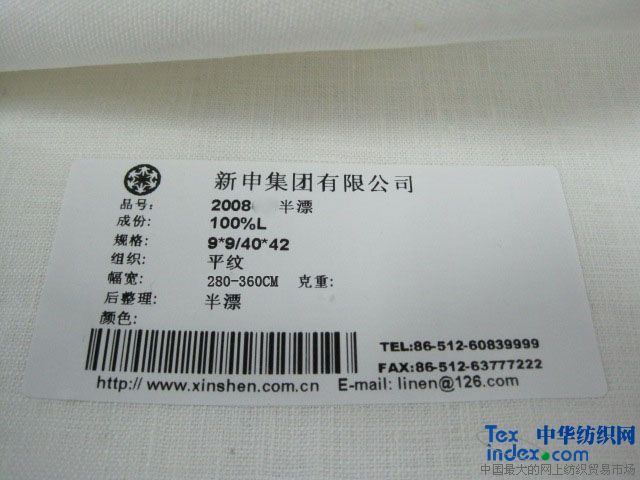 新申集团有限公司
品号: 2008 半漂
成份: 100%L
规格: 9*9/40*42
组织: 平纹
幅宽: 280-360CM 克重:
后整理: 半漂
颜色:
TEL:86-512-60839999
FAX:86-512-63777222
http://www.xinshen.com.cn E-mail: linen@126.com
Tex 中华纺织网
index.com
中国最大的网上纺织贸易市场